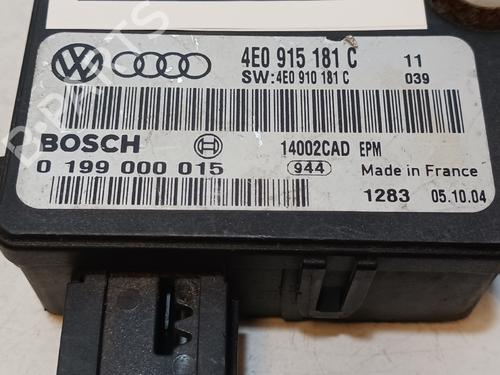 4E0 915 181 C 11
SW:4E0 910 181 C 039
BOSCH 14002CAD EPM
0 199 000 015 944 Made in France
1283 05.10.04
B-PARTS